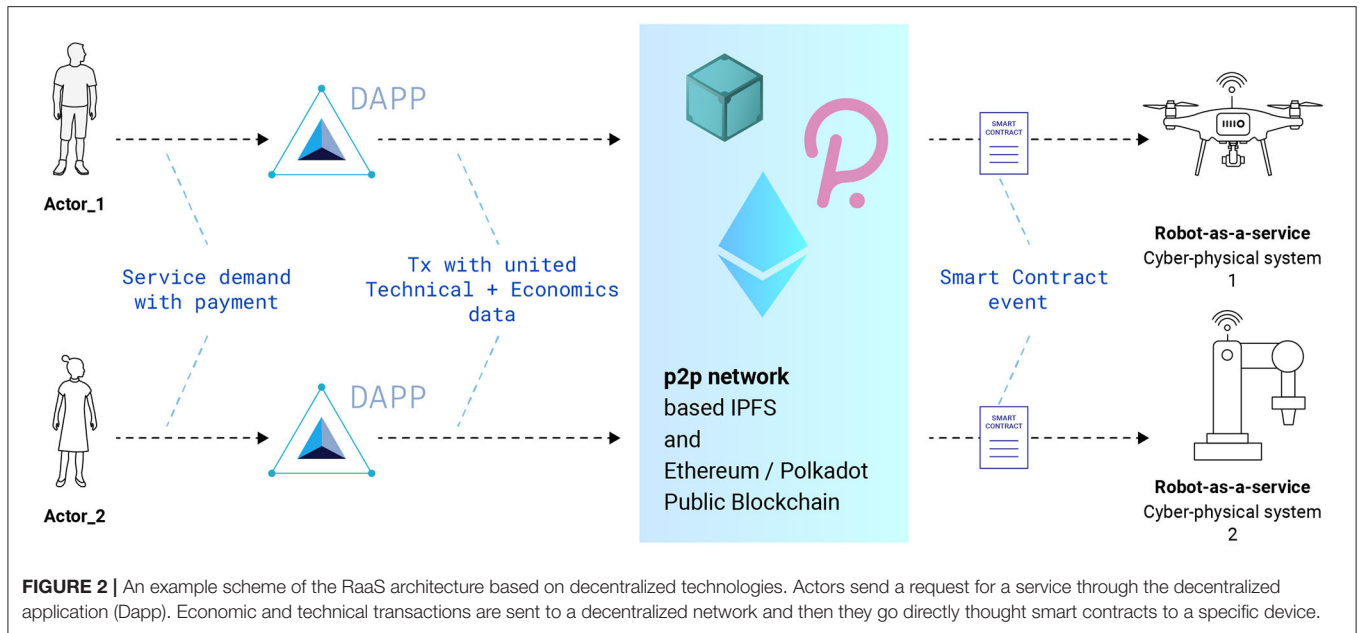 DAPP
SMART
CONTRACT
Actor_1
Service demand
with payment
Tx with united
Technical + Economics
data
Smart Contract
event
Robot-as-a-service
Cyber-physical system
1
p2p network
based IPFS
and
Ethereum / Polkadot
Public Blockchain
DAPP
SMART
CONTRACT
Actor_2
Robot-as-a-service
Cyber-physical system
2
FIGURE 2 | An example scheme of the RaaS architecture based on decentralized technologies. Actors send a request for a service through the decentralized
application (Dapp). Economic and technical transactions are sent to a decentralized network and then they go directly thought smart contracts to a specific device.